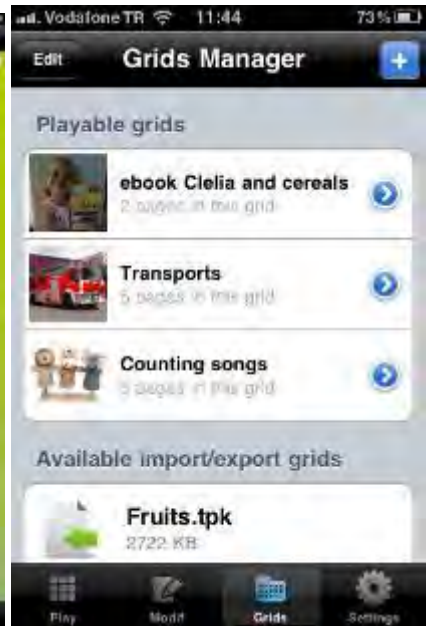 Vodafone TR 11:44 73%
Edit Grids Manager +
Playable grids
ebook Clelia and cereals
2 pages in this grid
Transports
5 pages in this grid
Counting songs
pages in this grid
Available import/export grids
Fruits.tpk
2722 KB
Play Modif Grids Settings